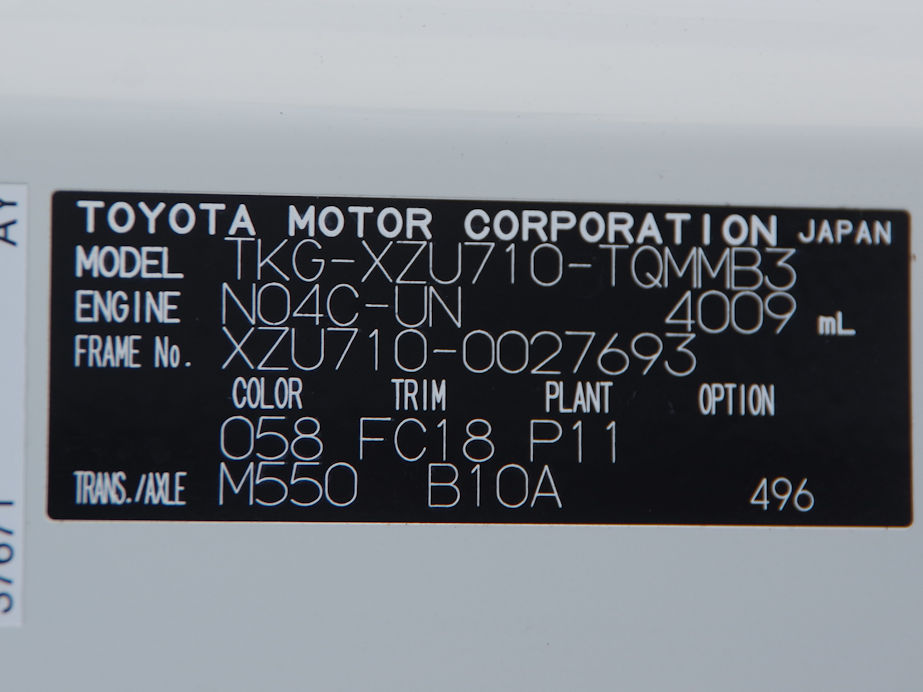 TOYOTA MOTOR CORPORATION JAPAN
MODEL TKG-XZU710-TQMMB3
ENGINE N04C-UN 4009 mL
FRAME No. XZU710-0027693
COLOR TRIM PLANT OPTION
058 FC18 P11
TRANS./AXLE M550 B10A 496
AY